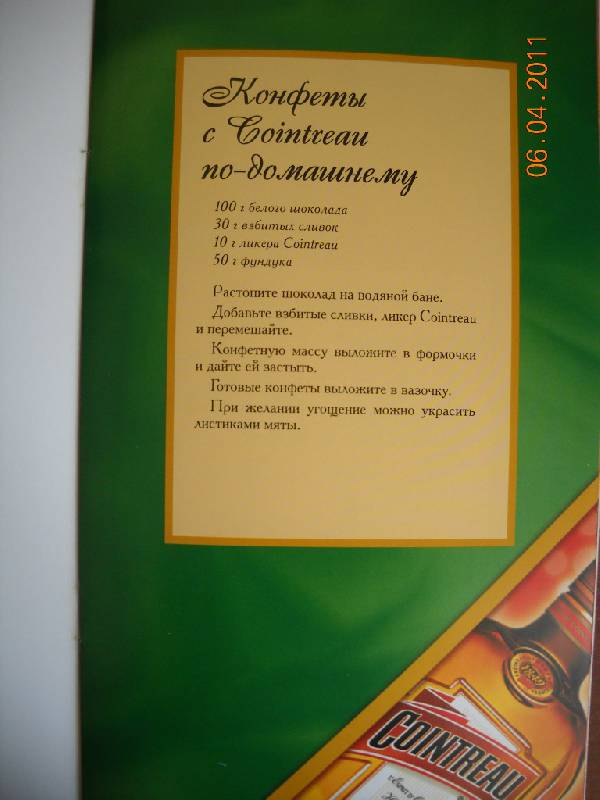 Конфеты
с Cointreau
по-домашнему
100 г белого шоколада
30 г взбитых сливок
10 г ликера Cointreau
50 г фундука
Растопите шоколад на водяной бане.
Добавьте взбитые сливки, ликер Cointreau
и перемешайте.
Конфетную массу выложите в формочки
и дайте ей застыть.
Готовые конфеты выложите в вазочку.
При желании угощение можно украсить
листиками мяты.
06.04.2011
1849
COINTREAU